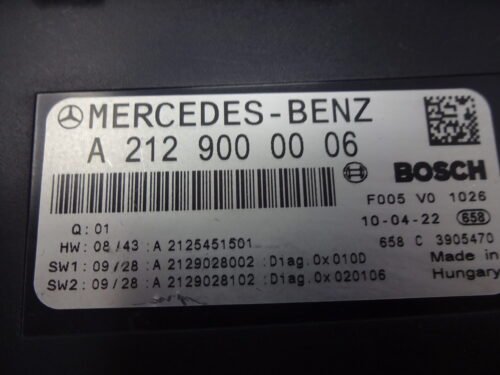 MERCEDES-BENZ
A 212 900 00 06
BOSCH
F005 V0 1026
Q: 01
10-04-22 658
HW: 08/43: A 2125451501
658 C 3905470
SW1: 09/28: A 2129028002 :Diag.0x010D
Made in
SW2: 09/28: A 2129028102 :Diag.0x020106
Hungary